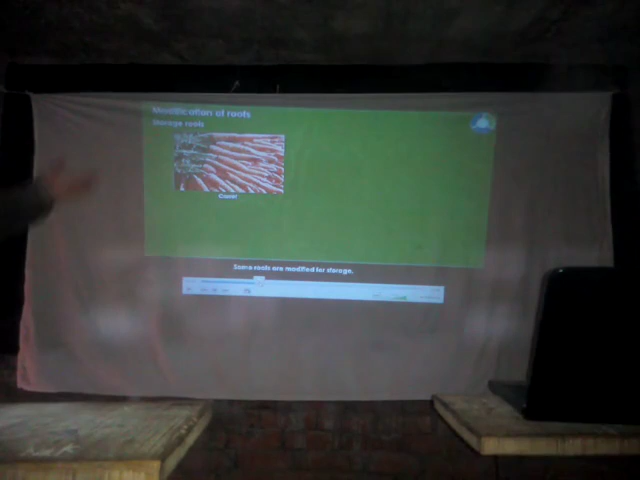 Modification of roots
Storage roots
Carrot
Some roots are modified for storage.